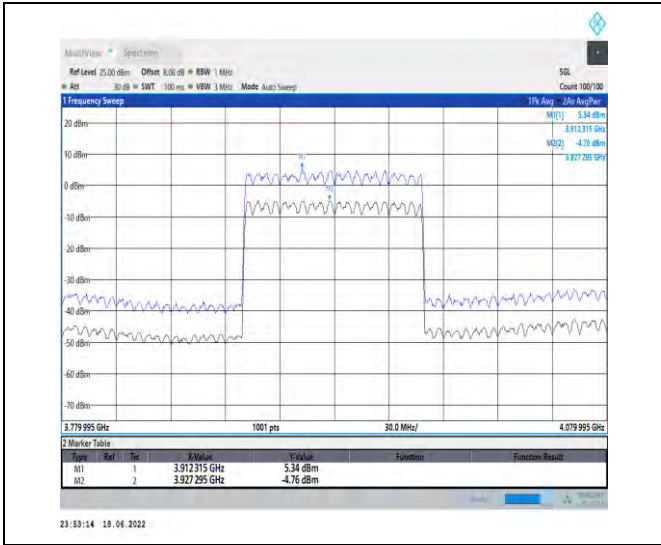 MultiView Spectrum
Ref Level 25.00 dBm Offset 8.08 dB RBW 1 MHz SGL
Att 30 dB SWT 100 ms VBW 3 MHz Mode Auto Sweep Count 100/100
1 Frequency Sweep 1Pk Avg 2Av AvgPwr
M1[1] 5.34 dBm
3.912 315 GHz
M2[2] -4.76 dBm
3.927 295 GHz
20 dBm
10 dBm
M1
0 dBm
M2
-10 dBm
-20 dBm
-30 dBm
-40 dBm
-50 dBm
-60 dBm
-70 dBm
3.779 995 GHz 1001 pts 30.0 MHz/ 4.079 995 GHz
2 Marker Table
Type Ref Trc X-Value Y-Value Function Function Result
M1 1 3.912 315 GHz 5.34 dBm
M2 2 3.927 295 GHz -4.76 dBm
23:53:14 18.06.2022